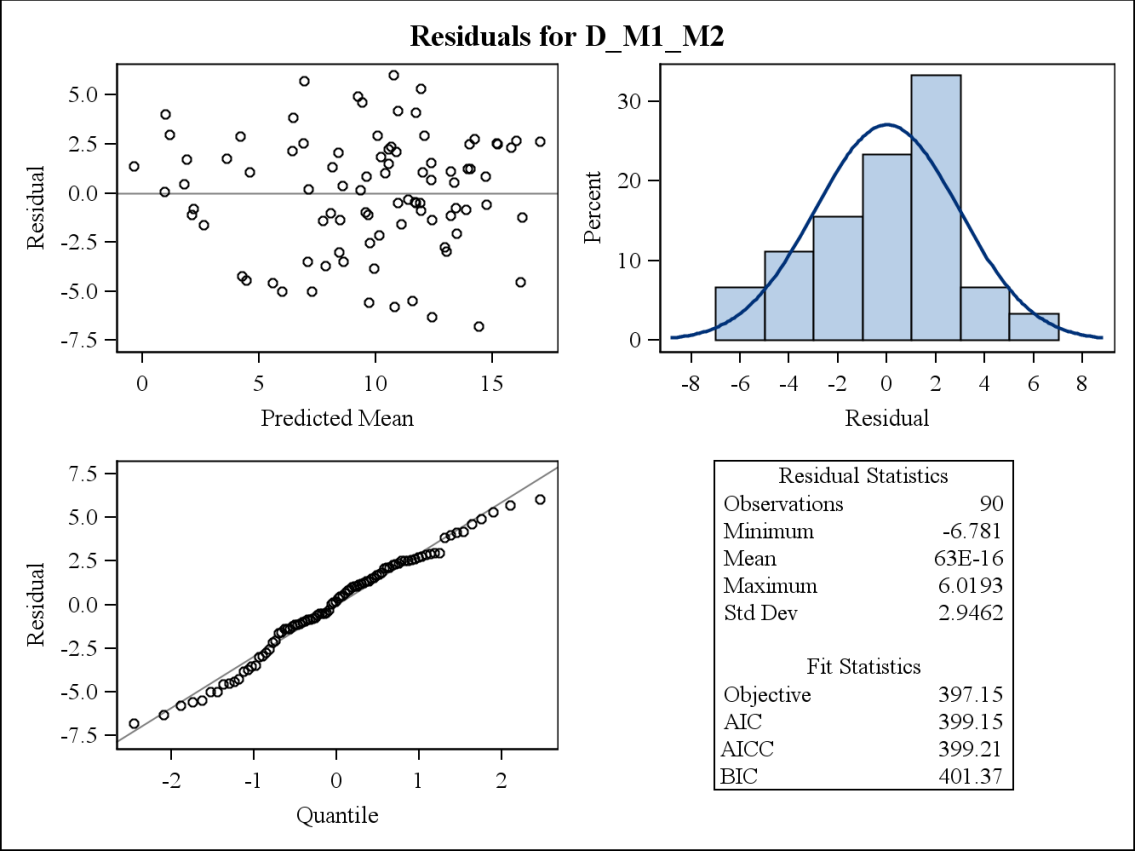 Residuals for D_M1_M2
Residual
5.0
2.5
0.0
-2.5
-5.0
-7.5
0 5 10 15
Predicted Mean
Percent
30
20
10
0
-8 -6 -4 -2 0 2 4 6 8
Residual
Residual
7.5
5.0
2.5
0.0
-2.5
-5.0
-7.5
-2 -1 0 1 2
Quantile
Residual Statistics
Observations 90
Minimum -6.781
Mean 63E-16
Maximum 6.0193
Std Dev 2.9462
Fit Statistics
Objective 397.15
AIC 399.15
AICC 399.21
BIC 401.37